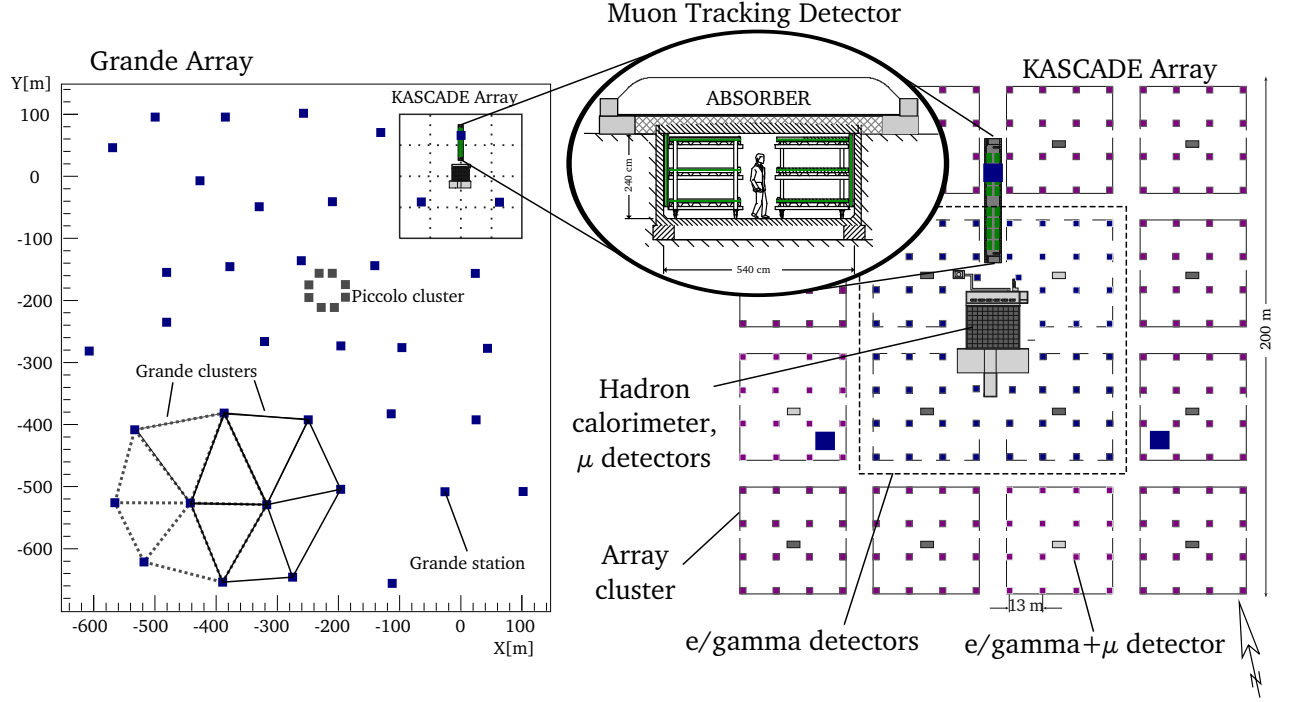 Muon Tracking Detector
Grande Array
KASCADE Array
Y[m]
KASCADE Array
ABSORBER
240 cm
540 cm
100
0
-100
-200
-300
-400
-500
-600
Piccolo cluster
Grande clusters
Grande station
-600 -500 -400 -300 -200 -100 0 100
X[m]
200 m
Hadron
calorimeter,
μ detectors
Array
cluster
13 m
e/gamma detectors
e/gamma+μ detector
N